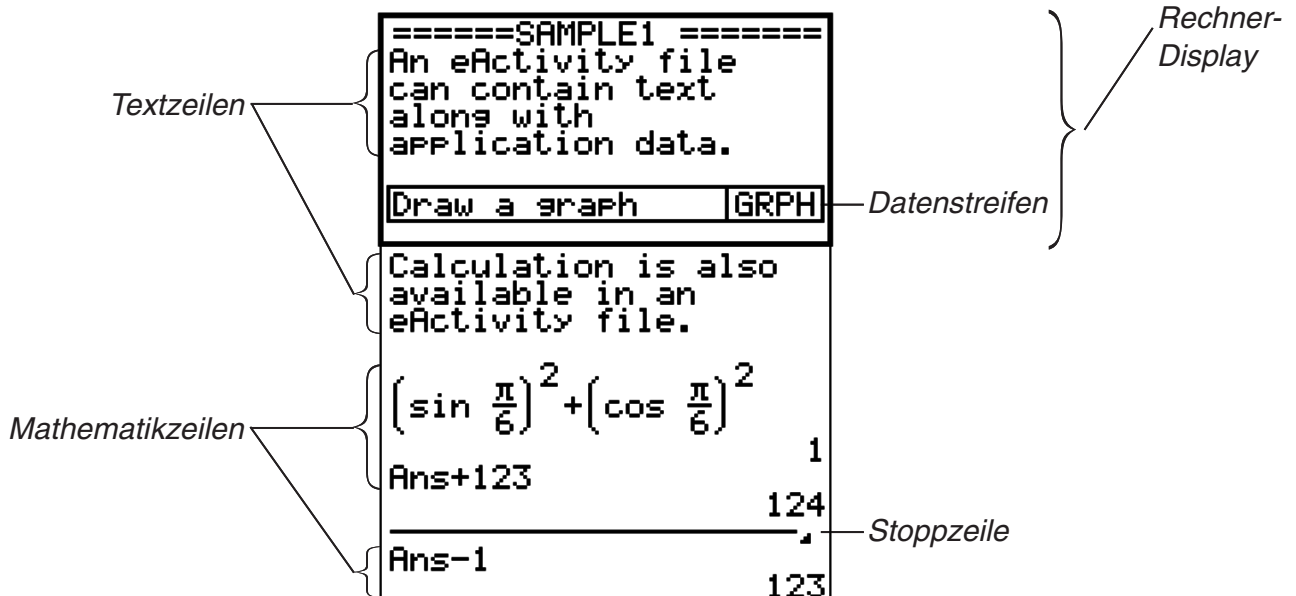 ======SAMPLE1 =======
An eActivity file
can contain text
along with
application data.
Draw a graph GRPH
Calculation is also
available in an
eActivity file.
(sin π/6)²+(cos π/6)²
1
Ans+123
124
Ans-1
123
Textzeilen
Mathematikzeilen
Rechner-
Display
Datenstreifen
Stoppzeile